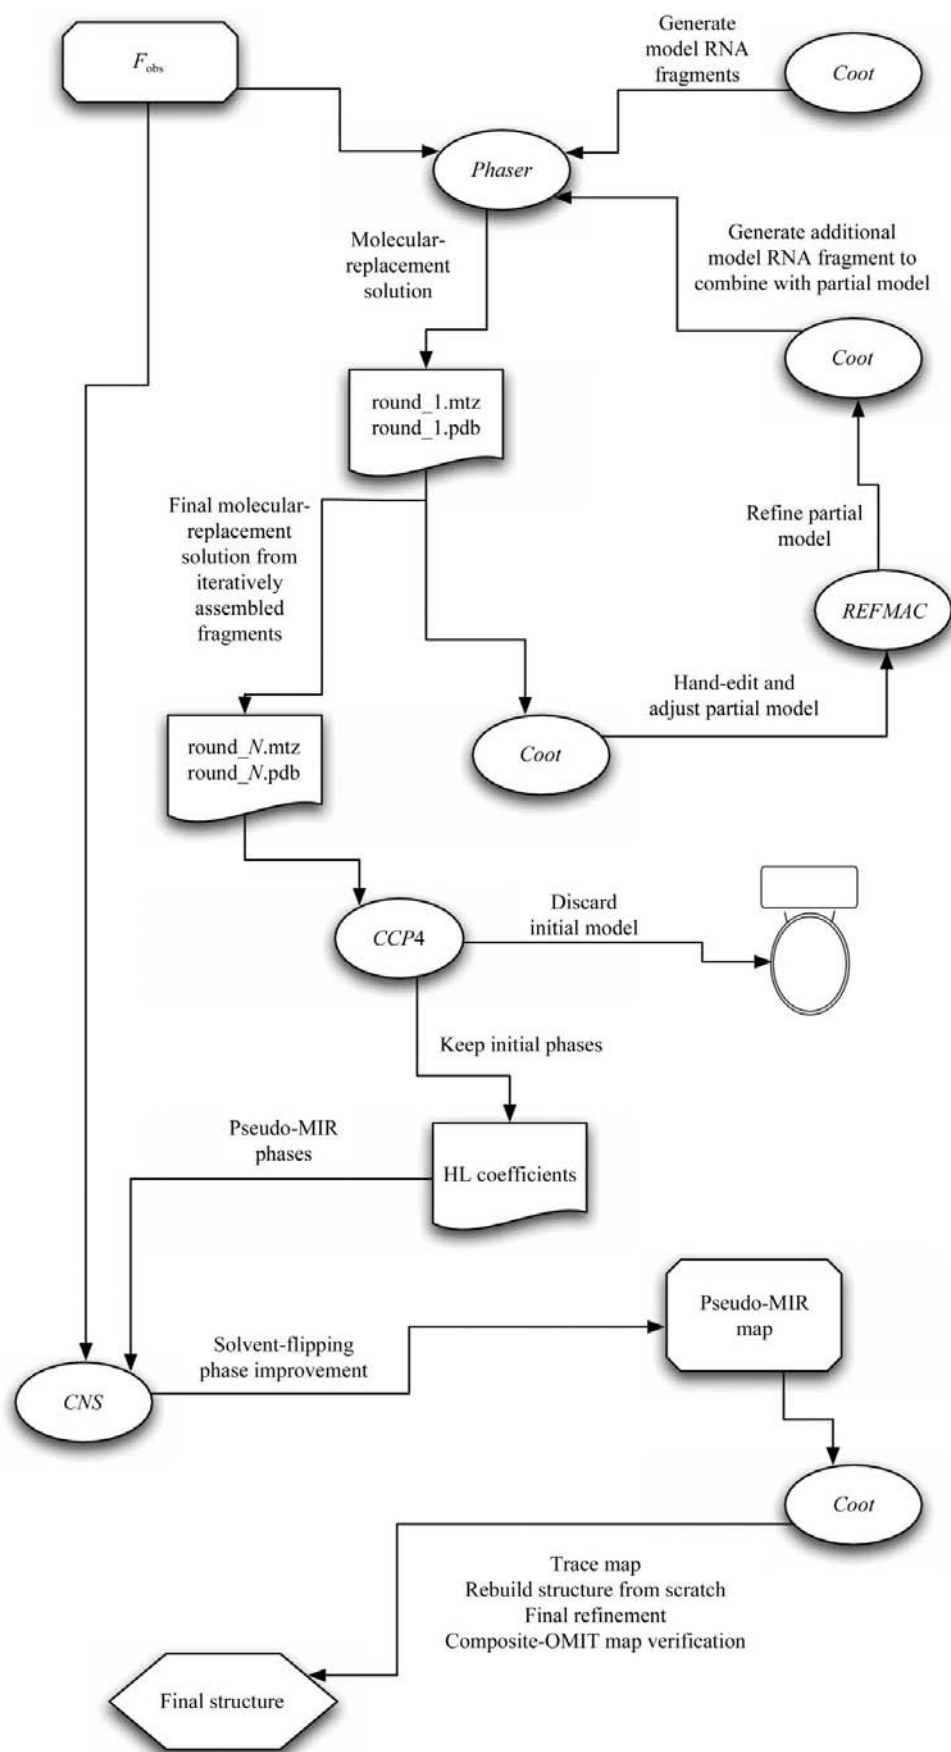 F_obs
Generate
model RNA
fragments
Coot
Phaser
Molecular-
replacement
solution
Generate additional
model RNA fragment to
combine with partial model
Coot
round_1.mtz
round_1.pdb
Final molecular-
replacement
solution from
iteratively
assembled
fragments
Refine partial
model
REFMAC
Hand-edit and
adjust partial model
round_N.mtz
round_N.pdb
Coot
Discard
initial model
CCP4
Keep initial phases
Pseudo-MIR
phases
HL coefficients
Pseudo-MIR
map
Solvent-flipping
phase improvement
CNS
Coot
Trace map
Rebuild structure from scratch
Final refinement
Composite-OMIT map verification
Final structure